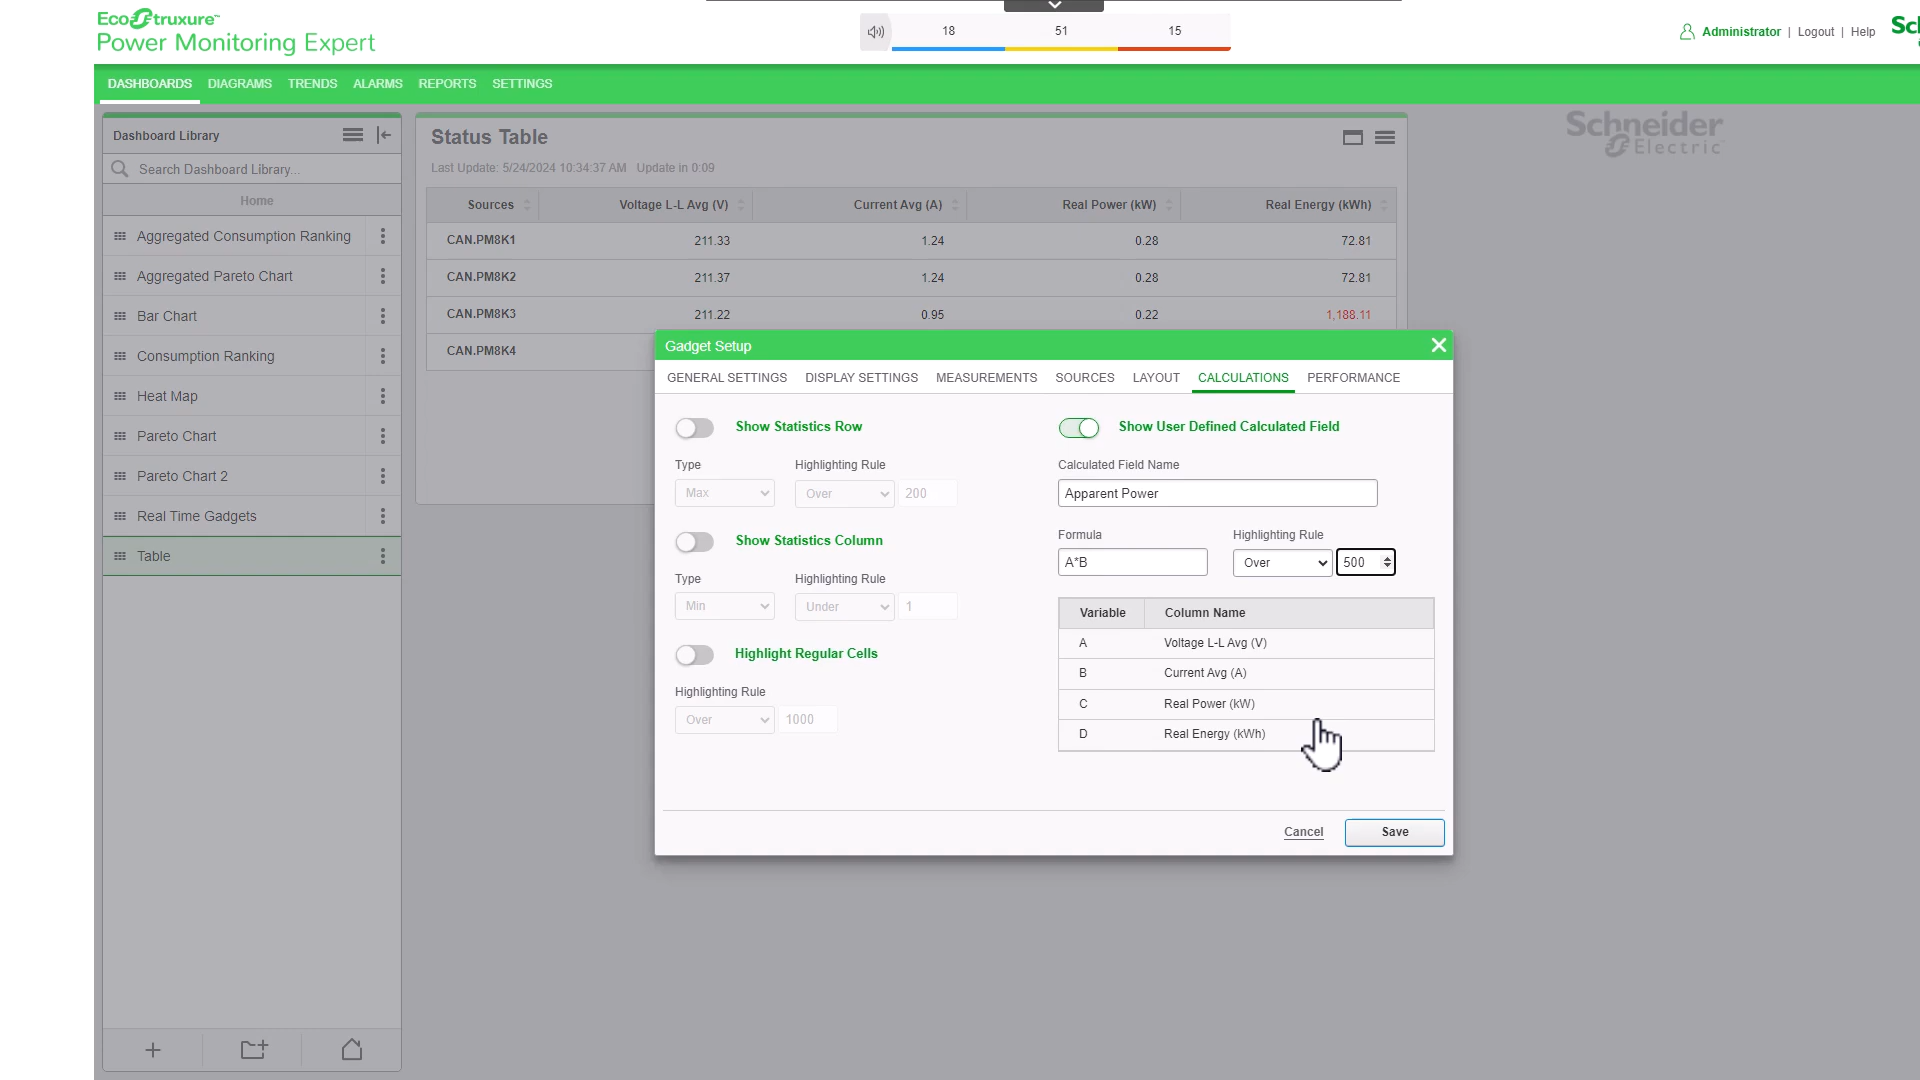 EcoStruxure™
Power Monitoring Expert
18 51 15
Administrator | Logout | Help
DASHBOARDS DIAGRAMS TRENDS ALARMS REPORTS SETTINGS
Dashboard Library
Search Dashboard Library...
Home
Aggregated Consumption Ranking
Aggregated Pareto Chart
Bar Chart
Consumption Ranking
Heat Map
Pareto Chart
Pareto Chart 2
Real Time Gadgets
Table
Status Table
Last Update: 5/24/2024 10:34:37 AM Update in 0:09
Sources Voltage L-L Avg (V) Current Avg (A) Real Power (kW) Real Energy (kWh)
CAN.PM8K1 211.33 1.24 0.28 72.81
CAN.PM8K2 211.37 1.24 0.28 72.81
CAN.PM8K3 211.22 0.95 0.22 1,188.11
CAN.PM8K4
Schneider
Electric
Gadget Setup
GENERAL SETTINGS DISPLAY SETTINGS MEASUREMENTS SOURCES LAYOUT CALCULATIONS PERFORMANCE
Show Statistics Row
Type Highlighting Rule
Max Over 200
Show Statistics Column
Type Highlighting Rule
Min Under 1
Highlight Regular Cells
Highlighting Rule
Over 1000
Show User Defined Calculated Field
Calculated Field Name
Apparent Power
Formula Highlighting Rule
A*B Over 500
Variable Column Name
A Voltage L-L Avg (V)
B Current Avg (A)
C Real Power (kW)
D Real Energy (kWh)
Cancel Save